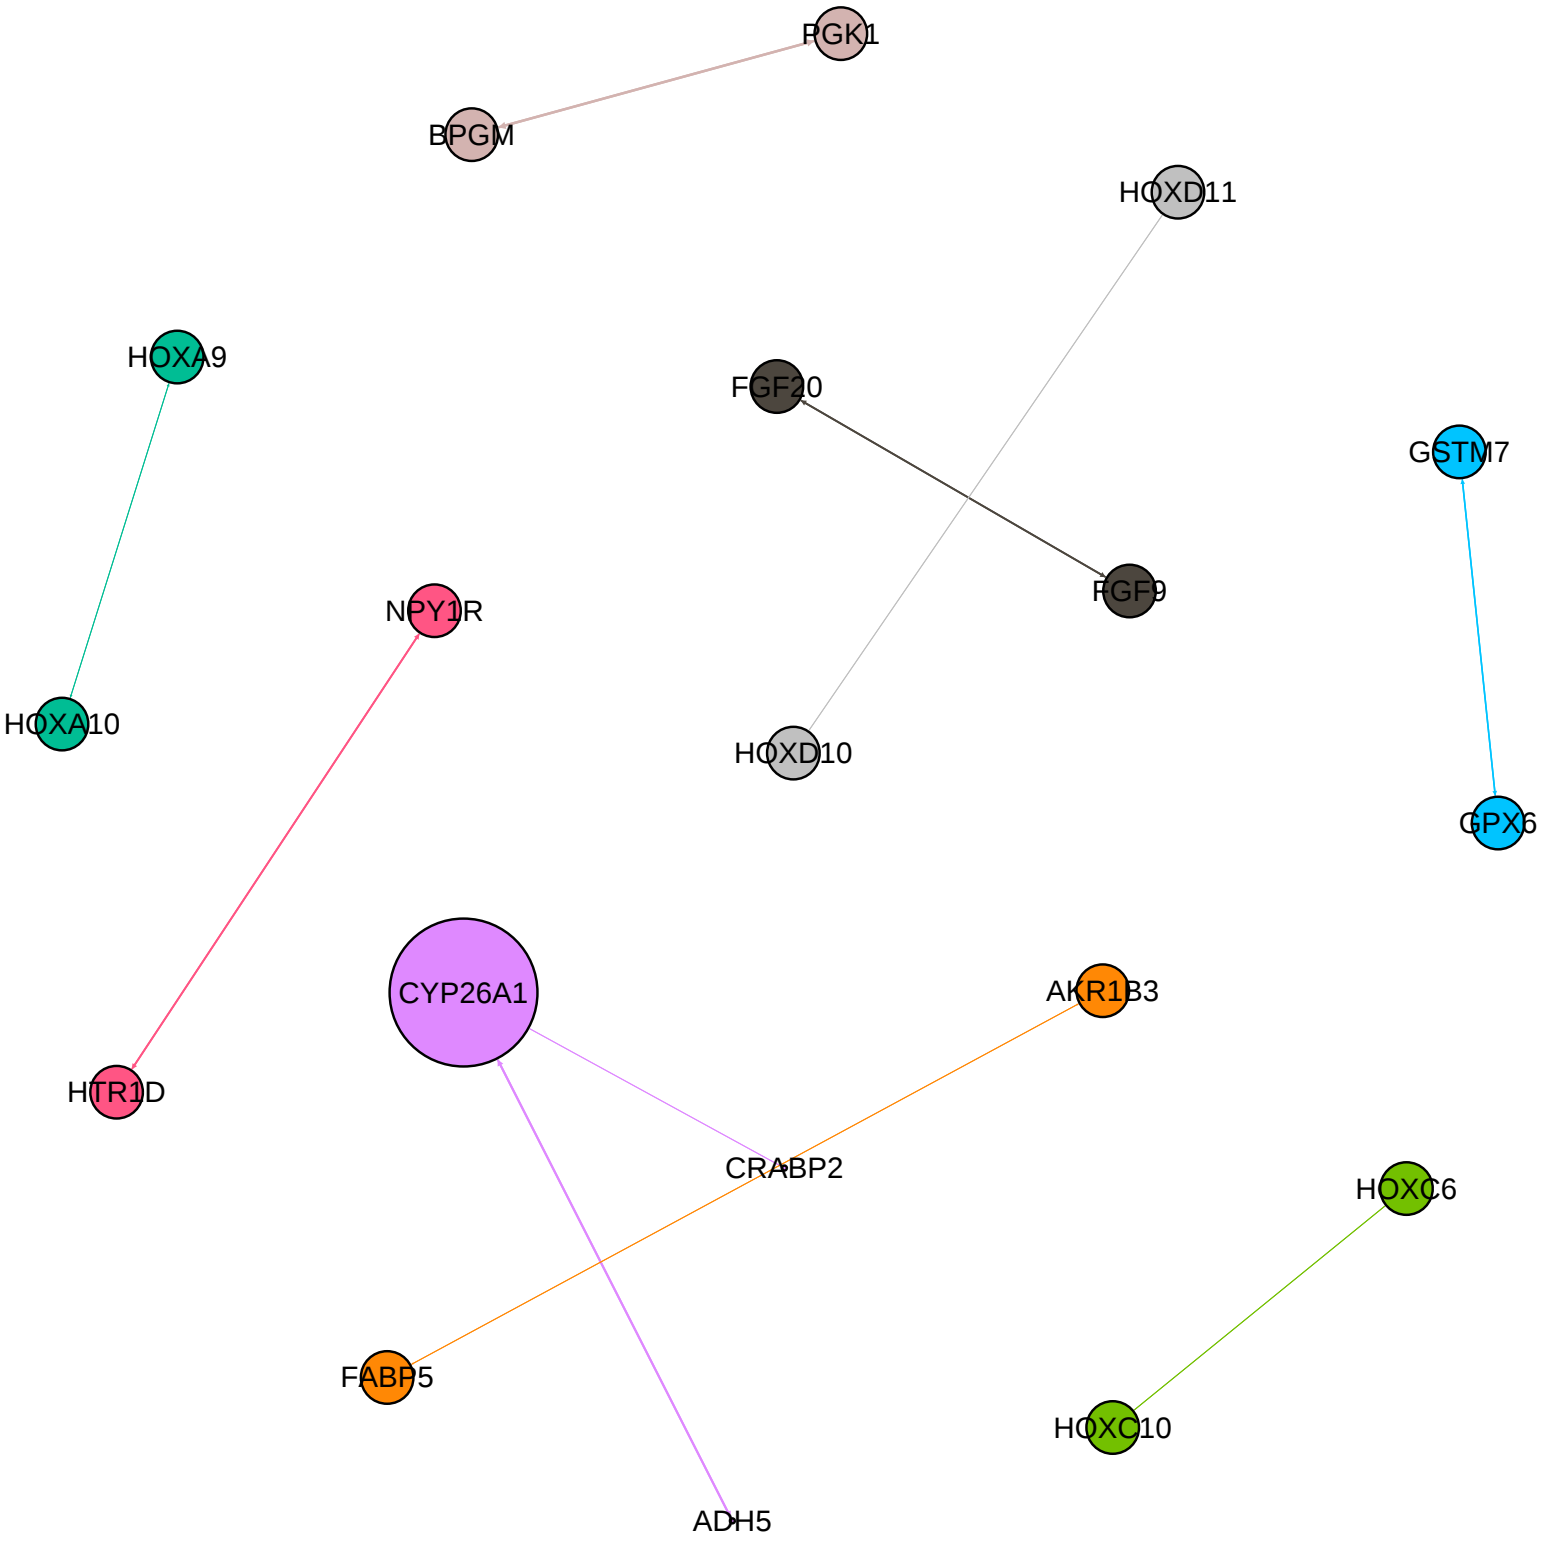 PGK1
BPGM
HOXD11
HOXA9
FGF20
GSTM7
FGF9
NPY1R
HOXA10
HOXD10
GPX6
CYP26A1
AKR1B3
HTR1D
CRABP2
HOXC6
FABP5
HOXC10
ADH5